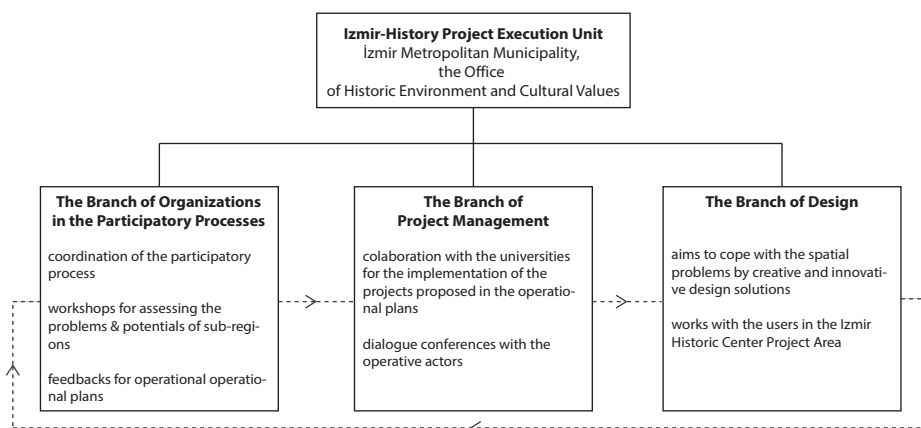 Izmir-History Project Execution Unit
İzmir Metropolitan Municipality,
the Office
of Historic Environment and Cultural Values
The Branch of Organizations
in the Participatory Processes
coordination of the participatory
process
workshops for assessing the
problems & potentials of sub-regi-
ons
feedbacks for operational operatio-
nal plans
The Branch of
Project Management
colaboration with the universities
for the implementation of the
projects proposed in the operatio-
nal plans
dialogue conferences with the
operative actors
The Branch of Design
aims to cope with the spatial
problems by creative and innovati-
ve design solutions
works with the users in the Izmir
Historic Center Project Area